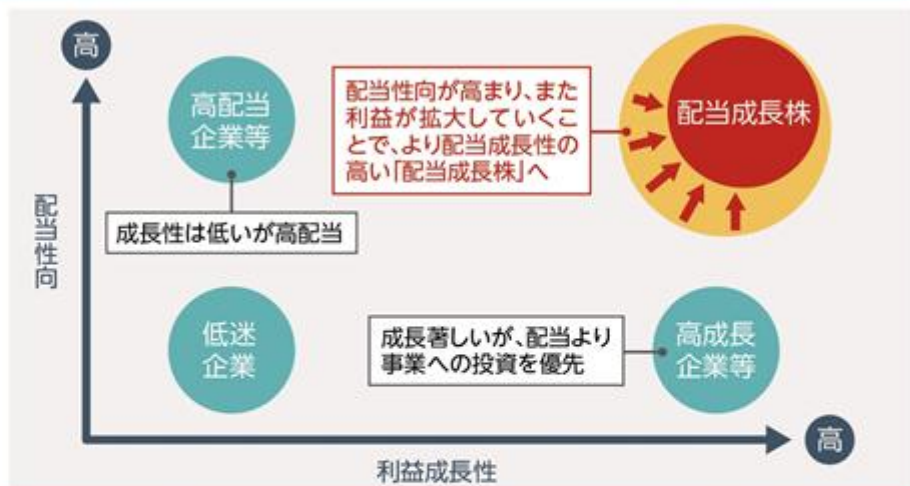 高
高配当
企業等
配当性向が高まり、また
利益が拡大していくこ
とで、より配当成長性の
高い「配当成長株」へ
配当成長株
成長性は低いが高配当
配当性向
低迷
企業
成長著しいが、配当より
事業への投資を優先
高成長
企業等
高
利益成長性